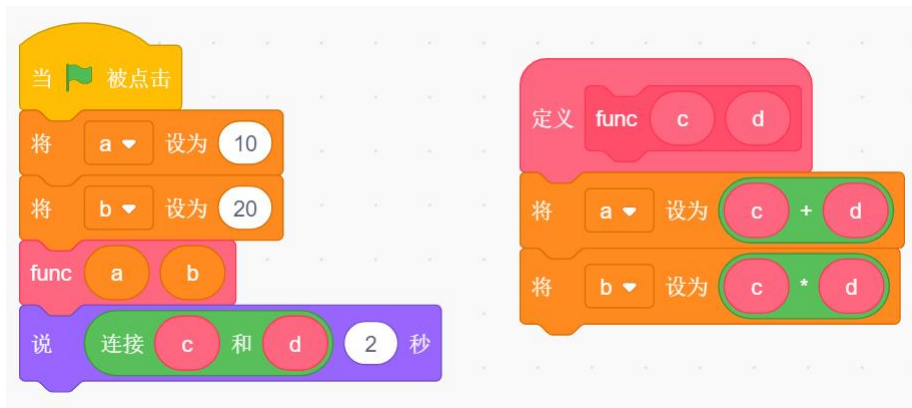 当 被点击
将 a 设为 10
将 b 设为 20
func a b
说 连接 c 和 d 2 秒
定义 func c d
将 a 设为 c + d
将 b 设为 c * d